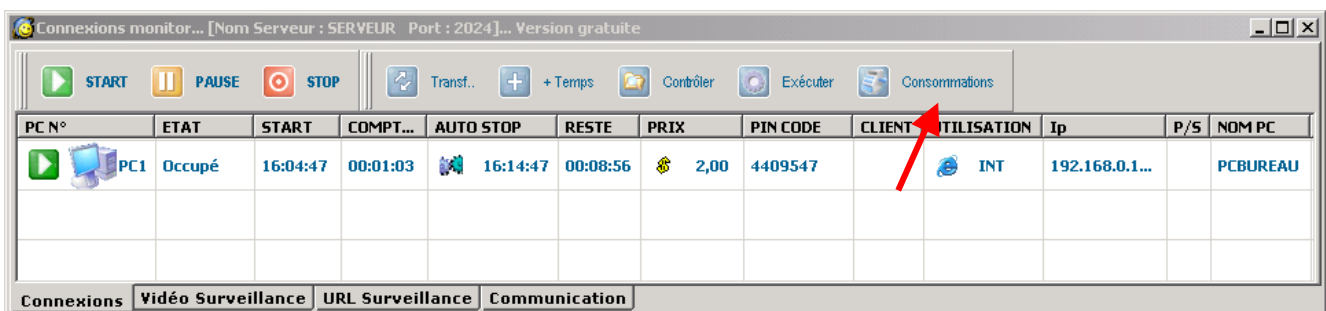 Connexions monitor... [Nom Serveur : SERVEUR Port : 2024]... Version gratuite
START PAUSE STOP Transf.. + Temps Contrôler Exécuter Consommations
PC N° ETAT START COMPT... AUTO STOP RESTE PRIX PIN CODE CLIENT UTILISATION Ip P/S NOM PC
PC1 Occupé 16:04:47 00:01:03 16:14:47 00:08:56 2,00 4409547 INT 192.168.0.1... PCBUREAU
Connexions Vidéo Surveillance URL Surveillance Communication